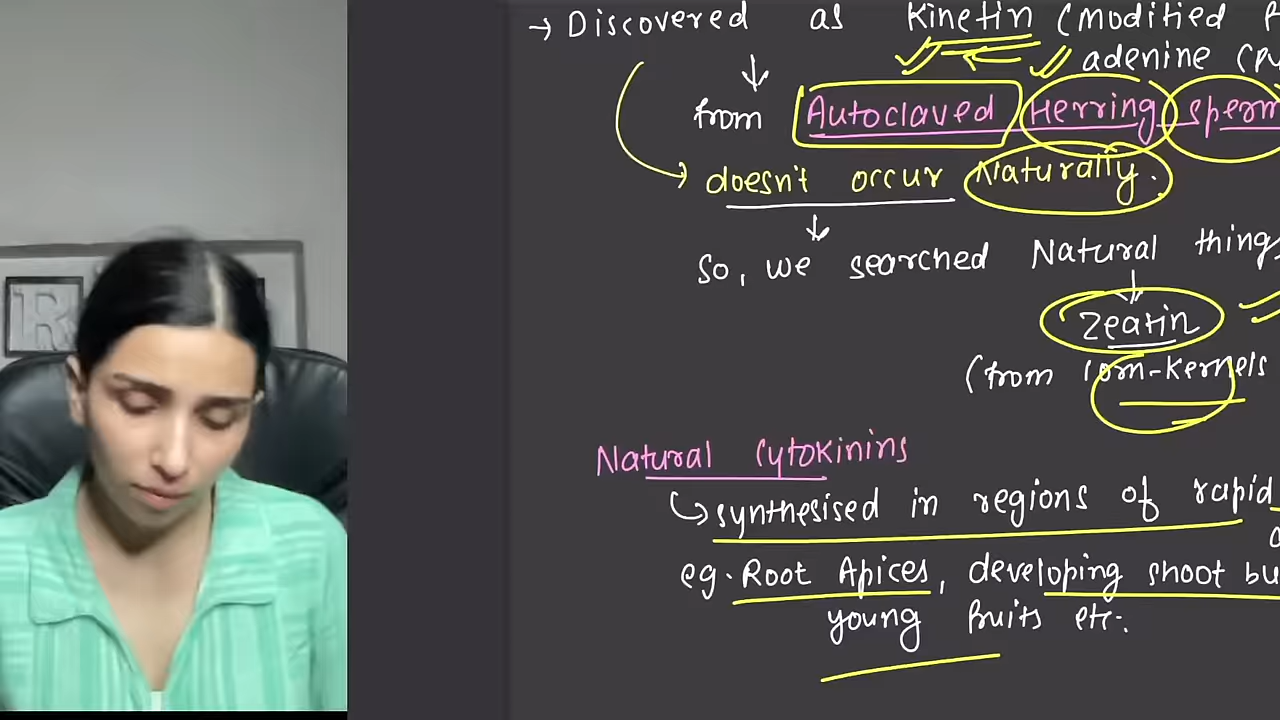 R
→ Discovered as Kinetin (modified
adenine
from Autoclaved Herring sperm
doesn't occur Naturally.
So, we searched Natural things
Zeatin
(from corn-kernels
Natural Cytokinins
synthesised in regions of rapid
eg. Root Apices, developing shoot bu
young fruits etc.